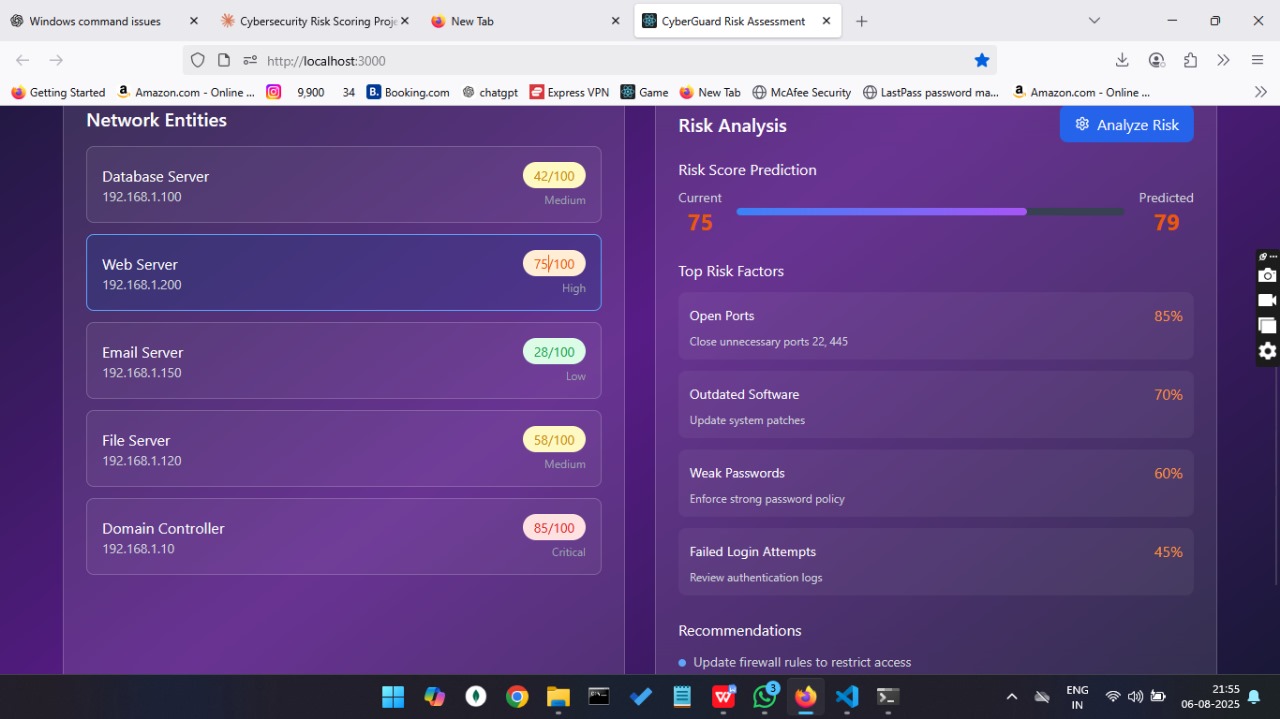 Windows command issues
Cybersecurity Risk Scoring Proje
New Tab
CyberGuard Risk Assessment
http://localhost:3000
Getting Started
Amazon.com - Online ...
9,900
34
Booking.com
chatgpt
Express VPN
Game
New Tab
McAfee Security
LastPass password ma...
Amazon.com - Online ...
Network Entities
Database Server
192.168.1.100
42/100
Medium
Web Server
192.168.1.200
75/100
High
Email Server
192.168.1.150
28/100
Low
File Server
192.168.1.120
58/100
Medium
Domain Controller
192.168.1.10
85/100
Critical
Risk Analysis
Analyze Risk
Risk Score Prediction
Current
75
Predicted
79
Top Risk Factors
Open Ports
85%
Close unnecessary ports 22, 445
Outdated Software
70%
Update system patches
Weak Passwords
60%
Enforce strong password policy
Failed Login Attempts
45%
Review authentication logs
Recommendations
Update firewall rules to restrict access
3
ENG
IN
21:55
06-08-2025